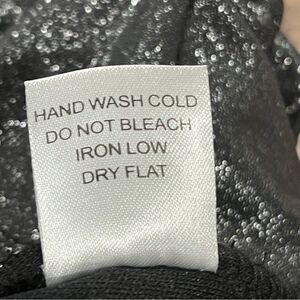 HAND WASH COLD
DO NOT BLEACH
IRON LOW
DRY FLAT